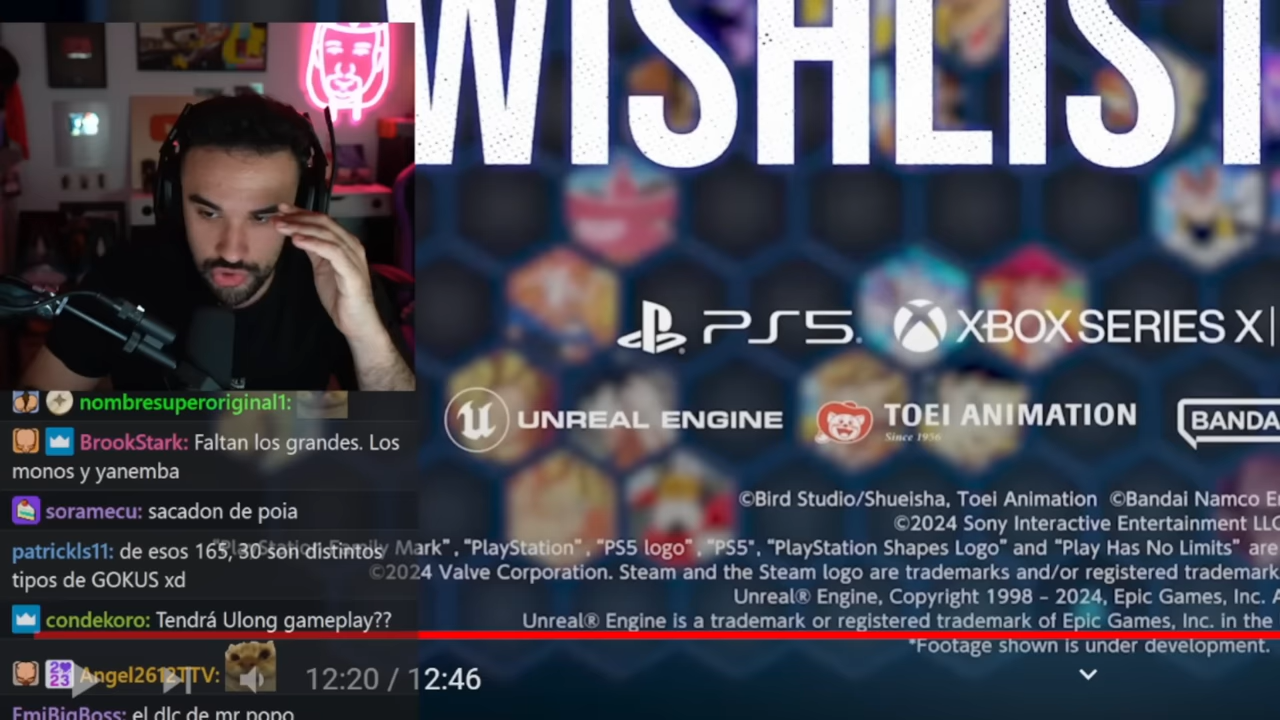 WISHLIST
PS5
XBOX SERIES X|
UNREAL ENGINE
TOEI ANIMATION
Since 1956
BANDA
©Bird Studio/Shueisha, Toei Animation ©Bandai Namco E
©2024 Sony Interactive Entertainment LLC
"PlayStation Family Mark", "PlayStation", "PS5 logo", "PS5", "PlayStation Shapes Logo" and "Play Has No Limits" are
©2024 Valve Corporation. Steam and the Steam logo are trademarks and/or registered trademark
Unreal® Engine, Copyright 1998 – 2024, Epic Games, Inc. A
Unreal® Engine is a trademark or registered trademark of Epic Games, Inc. in the
*Footage shown is under development.
nombresuperoriginal1:
BrookStark: Faltan los grandes. Los
monos y yanemba
soramecu: sacadon de poia
patrickls11: de esos 165, 30 son distintos
tipos de GOKUS xd
condekoro: Tendrá Ulong gameplay??
2 23 Angel2612TTV:
EmiBigBoss: el dlc de mr popo
12:20 / 12:46